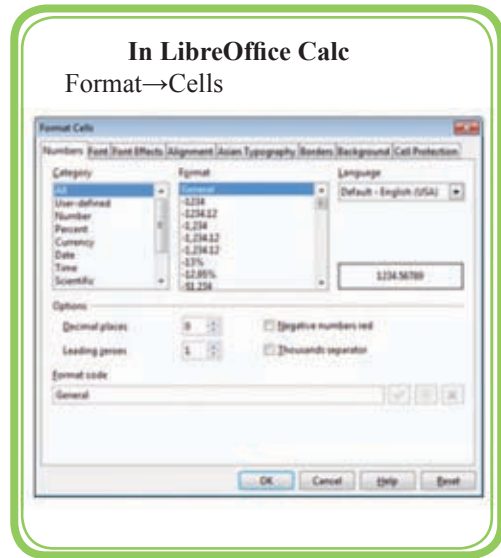 In LibreOffice Calc
Format→Cells
Format Cells
Numbers Font Font Effects Alignment Asian Typography Borders Background Cell Protection
Category Format Language
All General Default - English (USA)
User-defined -1234
Number -1234.12
Percent -1,234
Currency -1,234.12
Date -1,234.12
Time -13%
Scientific -12.95%
-$1,234
1234.56789
Options
Decimal places 0 Negative numbers red
Leading zeroes 1 Thousands separator
Format code
General
OK Cancel Help Reset